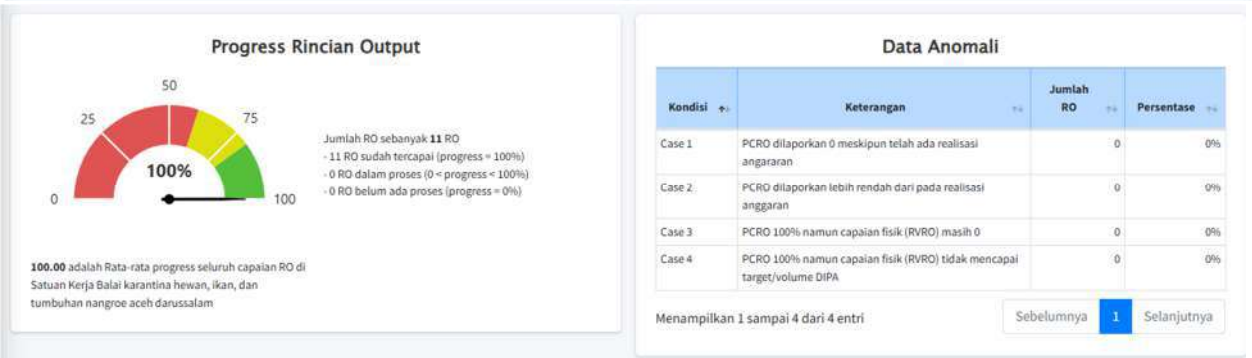 Progress Rincian Output
50
25
75
100%
0
100
Jumlah RO sebanyak 11 RO
- 11 RO sudah tercapai (progress = 100%)
- 0 RO dalam proses (0 < progress < 100%)
- 0 RO belum ada proses (progress = 0%)
100.00 adalah Rata-rata progress seluruh capaian RO di
Satuan Kerja Balai karantina hewan, ikan, dan
tumbuhan nangroe aceh darussalam
Data Anomali
Kondisi Keterangan Jumlah RO Persentase
Case 1 PCRO dilaporkan 0 meskipun telah ada realisasi 0 0%
angararan
Case 2 PCRO dilaporkan lebih rendah dari pada realisasi 0 0%
anggaran
Case 3 PCRO 100% namun capaian fisik (RVRO) masih 0 0 0%
Case 4 PCRO 100% namun capaian fisik (RVRO) tidak mencapai 0 0%
target/volume DIPA
Menampilkan 1 sampai 4 dari 4 entri
Sebelumnya 1 Selanjutnya